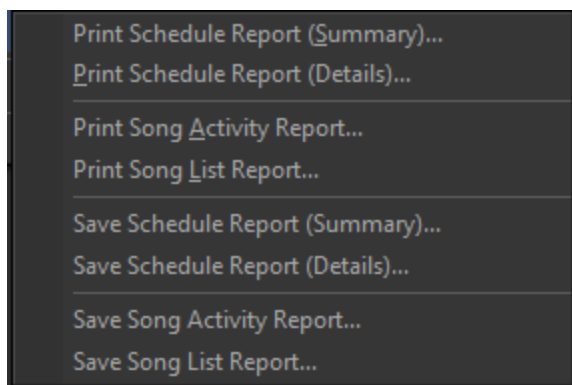 Print Schedule Report (Summary)...
Print Schedule Report (Details)...
Print Song Activity Report...
Print Song List Report...
Save Schedule Report (Summary)...
Save Schedule Report (Details)...
Save Song Activity Report...
Save Song List Report...